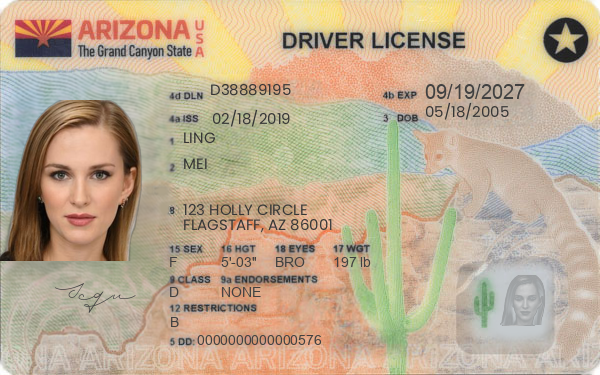 ARIZONA USA
The Grand Canyon State
DRIVER LICENSE
4d DLN D38889195
4b EXP 09/19/2027
4a ISS 02/18/2019
3 DOB 05/18/2005
1 LING
2 MEI
8 123 HOLLY CIRCLE
FLAGSTAFF, AZ 86001
15 SEX 16 HGT 18 EYES 17 WGT
F 5'-03" BRO 197 lb
9 CLASS 9a ENDORSEMENTS
D NONE
12 RESTRICTIONS
B
5 DD: 0000000000000576
ARIZONA ARIZONA ARIZONA ARIZONA